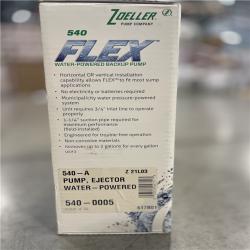 ZOELLER
PUMP COMPANY
540
FLEX™
WATER-POWERED BACKUP PUMP
• Horizontal OR vertical installation
capability allows FLEX™ to fit most sump
applications
• No electricity or batteries required
• Municipality water pressure-powered
system
• Unit requires 3/4" inlet line to operate
properly
• 1-1/4" suction pipe required for
maximum performance
(field-installed)
• Engineered for trouble-free operation
• Non-corrosive materials
• Removes up to 2 gallons for every gallon
used
540-A
Z 21L03
PUMP, EJECTOR
WATER-POWERED
540-0005